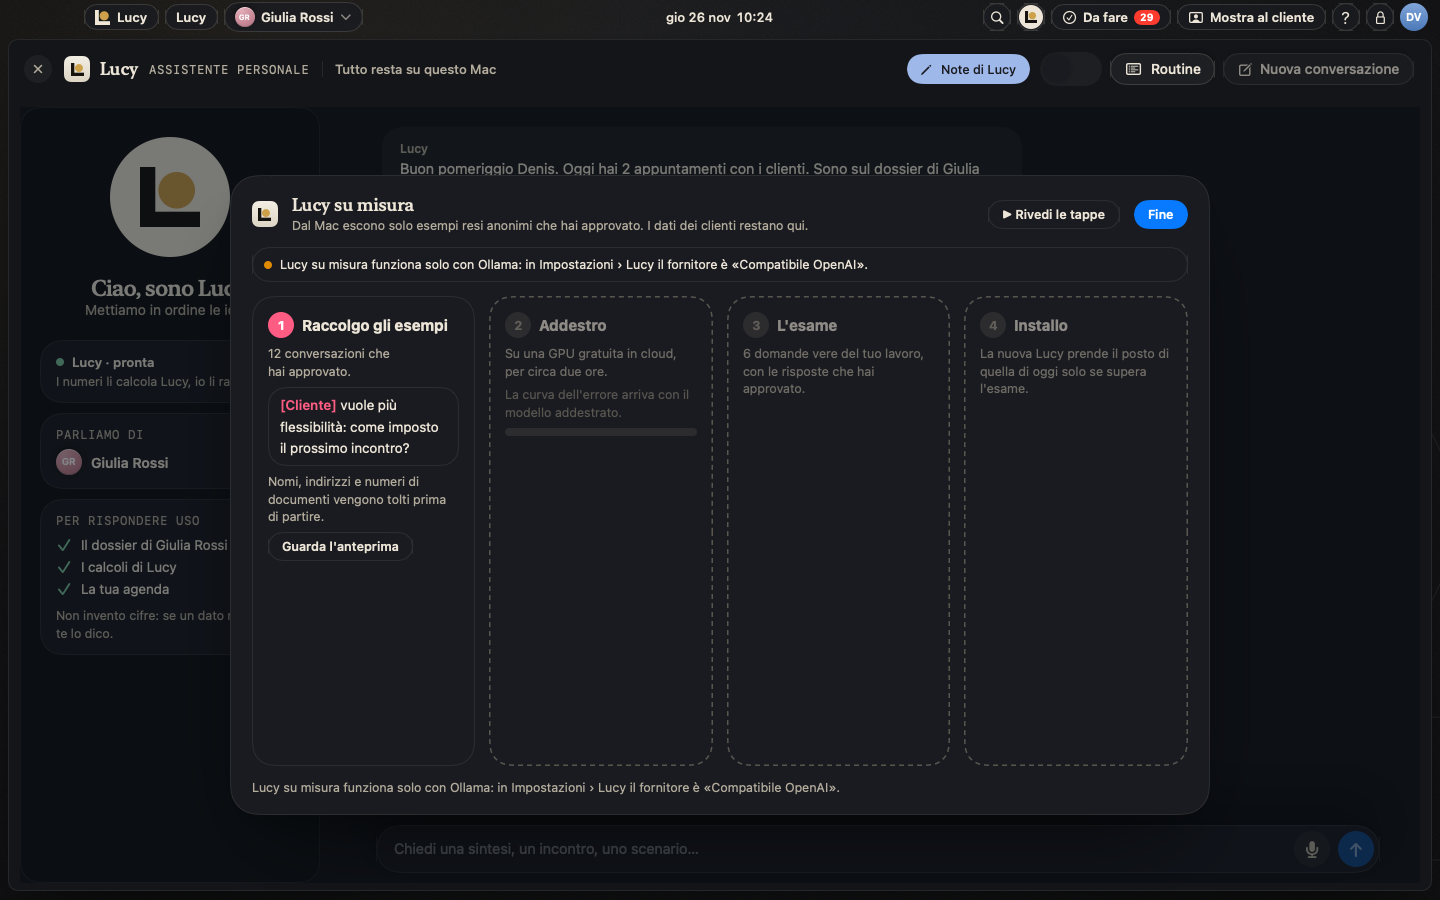 Lucy
Lucy
GR Giulia Rossi
gio 26 nov 10:24
Da fare 29
Mostra al cliente
?
DV
Lucy ASSISTENTE PERSONALE Tutto resta su questo Mac
Note di Lucy
Routine
Nuova conversazione
Lucy
Buon pomeriggio Denis. Oggi hai 2 appuntamenti con i clienti. Sono sul dossier di Giulia
Ciao, sono Luc
Mettiamo in ordine le i
Lucy · pronta
I numeri li calcola Lucy, io li ra
PARLIAMO DI
GR Giulia Rossi
PER RISPONDERE USO
Il dossier di Giulia Rossi
I calcoli di Lucy
La tua agenda
Non invento cifre: se un dato
te lo dico.
Lucy su misura
Dal Mac escono solo esempi resi anonimi che hai approvato. I dati dei clienti restano qui.
Rivedi le tappe
Fine
Lucy su misura funziona solo con Ollama: in Impostazioni › Lucy il fornitore è «Compatibile OpenAI».
1 Raccolgo gli esempi
12 conversazioni che
hai approvato.
[Cliente] vuole più
flessibilità: come imposto
il prossimo incontro?
Nomi, indirizzi e numeri di
documenti vengono tolti prima
di partire.
Guarda l'anteprima
2 Addestro
Su una GPU gratuita in cloud,
per circa due ore.
La curva dell'errore arriva con il
modello addestrato.
3 L'esame
6 domande vere del tuo lavoro,
con le risposte che hai
approvato.
4 Installo
La nuova Lucy prende il posto di
quella di oggi solo se supera
l'esame.
Lucy su misura funziona solo con Ollama: in Impostazioni › Lucy il fornitore è «Compatibile OpenAI».
Chiedi una sintesi, un incontro, uno scenario...